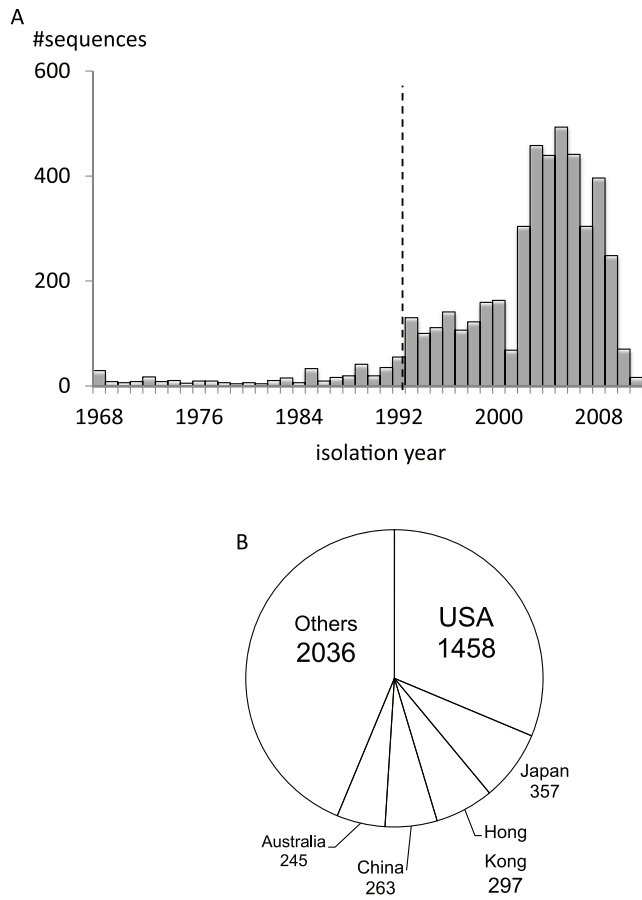 A
#sequences
600
400
200
0
1968 1976 1984 1992 2000 2008
isolation year
B
Others
2036
USA
1458
Japan
357
Hong
Kong
297
China
263
Australia
245